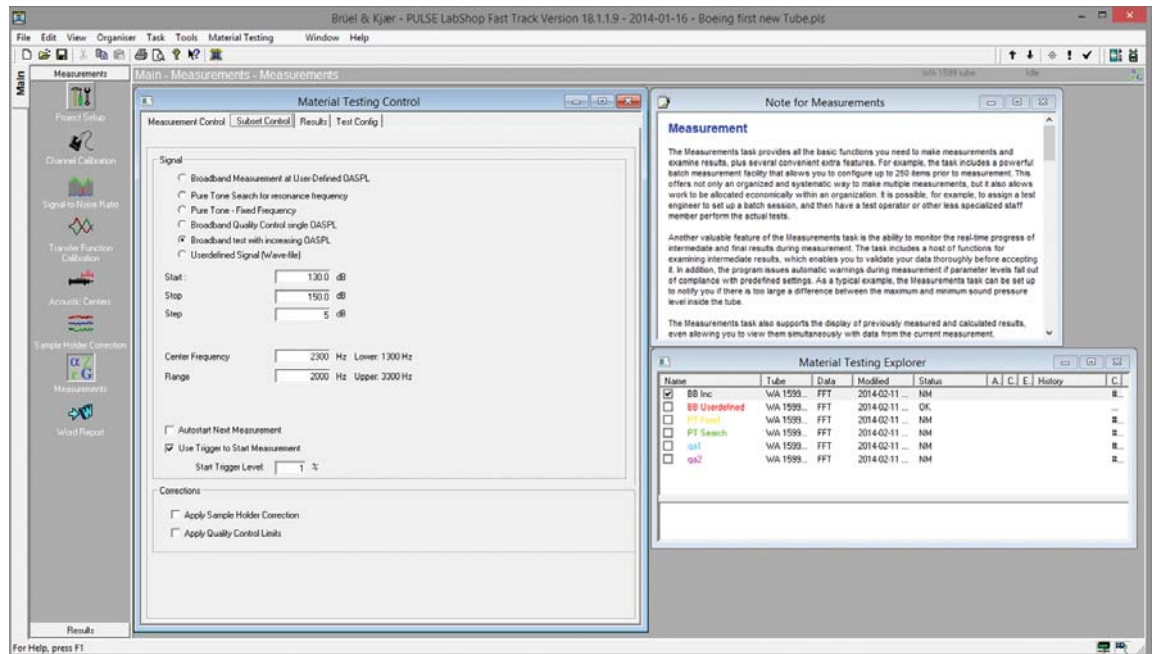 Brüel & Kjær - PULSE LabShop Fast Track Version 18.1.1.9 - 2014-01-16 - Boeing first new Tube.pls
File Edit View Organiser Task Tools Material Testing Window Help
Main
Measurements
Main - Measurements - Measurements
WA 1599 tube
Idle
Project Setup
Channel Calibration
Signal-to-Noise Ratio
Transfer Function
Calibration
Acoustic Centers
Sample Holder Correction
Measurements
Word Report
Results
Material Testing Control
Measurement Control Subset Control Results Test Config
Signal
Broadband Measurement at User-Defined OASPL
Pure Tone Search for resonance frequency
Pure Tone - Fixed Frequency
Broadband Quality Control single OASPL
Broadband test with increasing OASPL
Userdefined Signal (Wave-file)
Start : 130.0 dB
Stop 150.0 dB
Step 5 dB
Center Frequency 2300 Hz Lower: 1300 Hz
Range 2000 Hz Upper: 3300 Hz
Autostart Next Measurement
Use Trigger to Start Measurement
Start Trigger Level: 1 %
Corrections
Apply Sample Holder Correction
Apply Quality Control Limits
Note for Measurements
Measurement
The Measurements task provides all the basic functions you need to make measurements and
examine results, plus several convenient extra features. For example, the task includes a powerful
batch measurement facility that allows you to configure up to 250 items prior to measurement. This
offers not only an organized and systematic way to make multiple measurements, but it also allows
work to be allocated economically within an organization. It is possible, for example, to assign a test
engineer to set up a batch session, and then have a test operator or other less specialized staff
member perform the actual tests.
Another valuable feature of the Measurements task is the ability to monitor the real-time progress of
intermediate and final results during measurement. The task includes a host of functions for
examining intermediate results, which enables you to validate your data thoroughly before accepting
it. In addition, the program issues automatic warnings during measurement if parameter levels fall out
of compliance with predefined settings. As a typical example, the Measurements task can be set up
to notify you if there is too large a difference between the maximum and minimum sound pressure
level inside the tube.
The Measurements task also supports the display of previously measured and calculated results,
even allowing you to view them simultaneously with data from the current measurement.
Material Testing Explorer
Name Tube Data Modified Status A. C. E. History C.
BB Inc WA 1599... FFT 2014-02-11 ... NM #...
BB Userdefined WA 1599... FFT 2014-02-11 ... OK ...
PT Fixed WA 1599... FFT 2014-02-11 ... NM #...
PT Search WA 1599... FFT 2014-02-11 ... NM #...
qa1 WA 1599... FFT 2014-02-11 ... NM #...
qa2 WA 1599... FFT 2014-02-11 ... NM #...
For Help, press F1